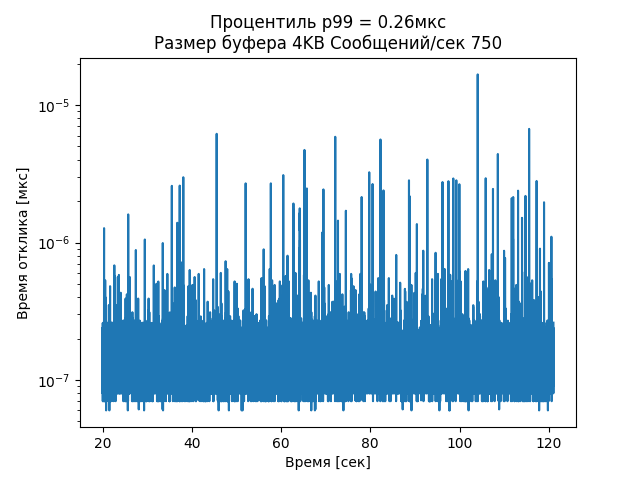 Процентиль p99 = 0.26мкс
Размер буфера 4KB Сообщений/сек 750
10⁻⁵
10⁻⁶
10⁻⁷
Время отклика [мкс]
20 40 60 80 100 120
Время [сек]